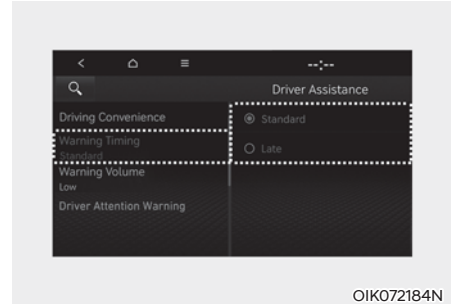 --:--
Driver Assistance
Driving Convenience
Warning Timing
Standard
Warning Volume
Low
Driver Attention Warning
Standard
Late
OIK072184N